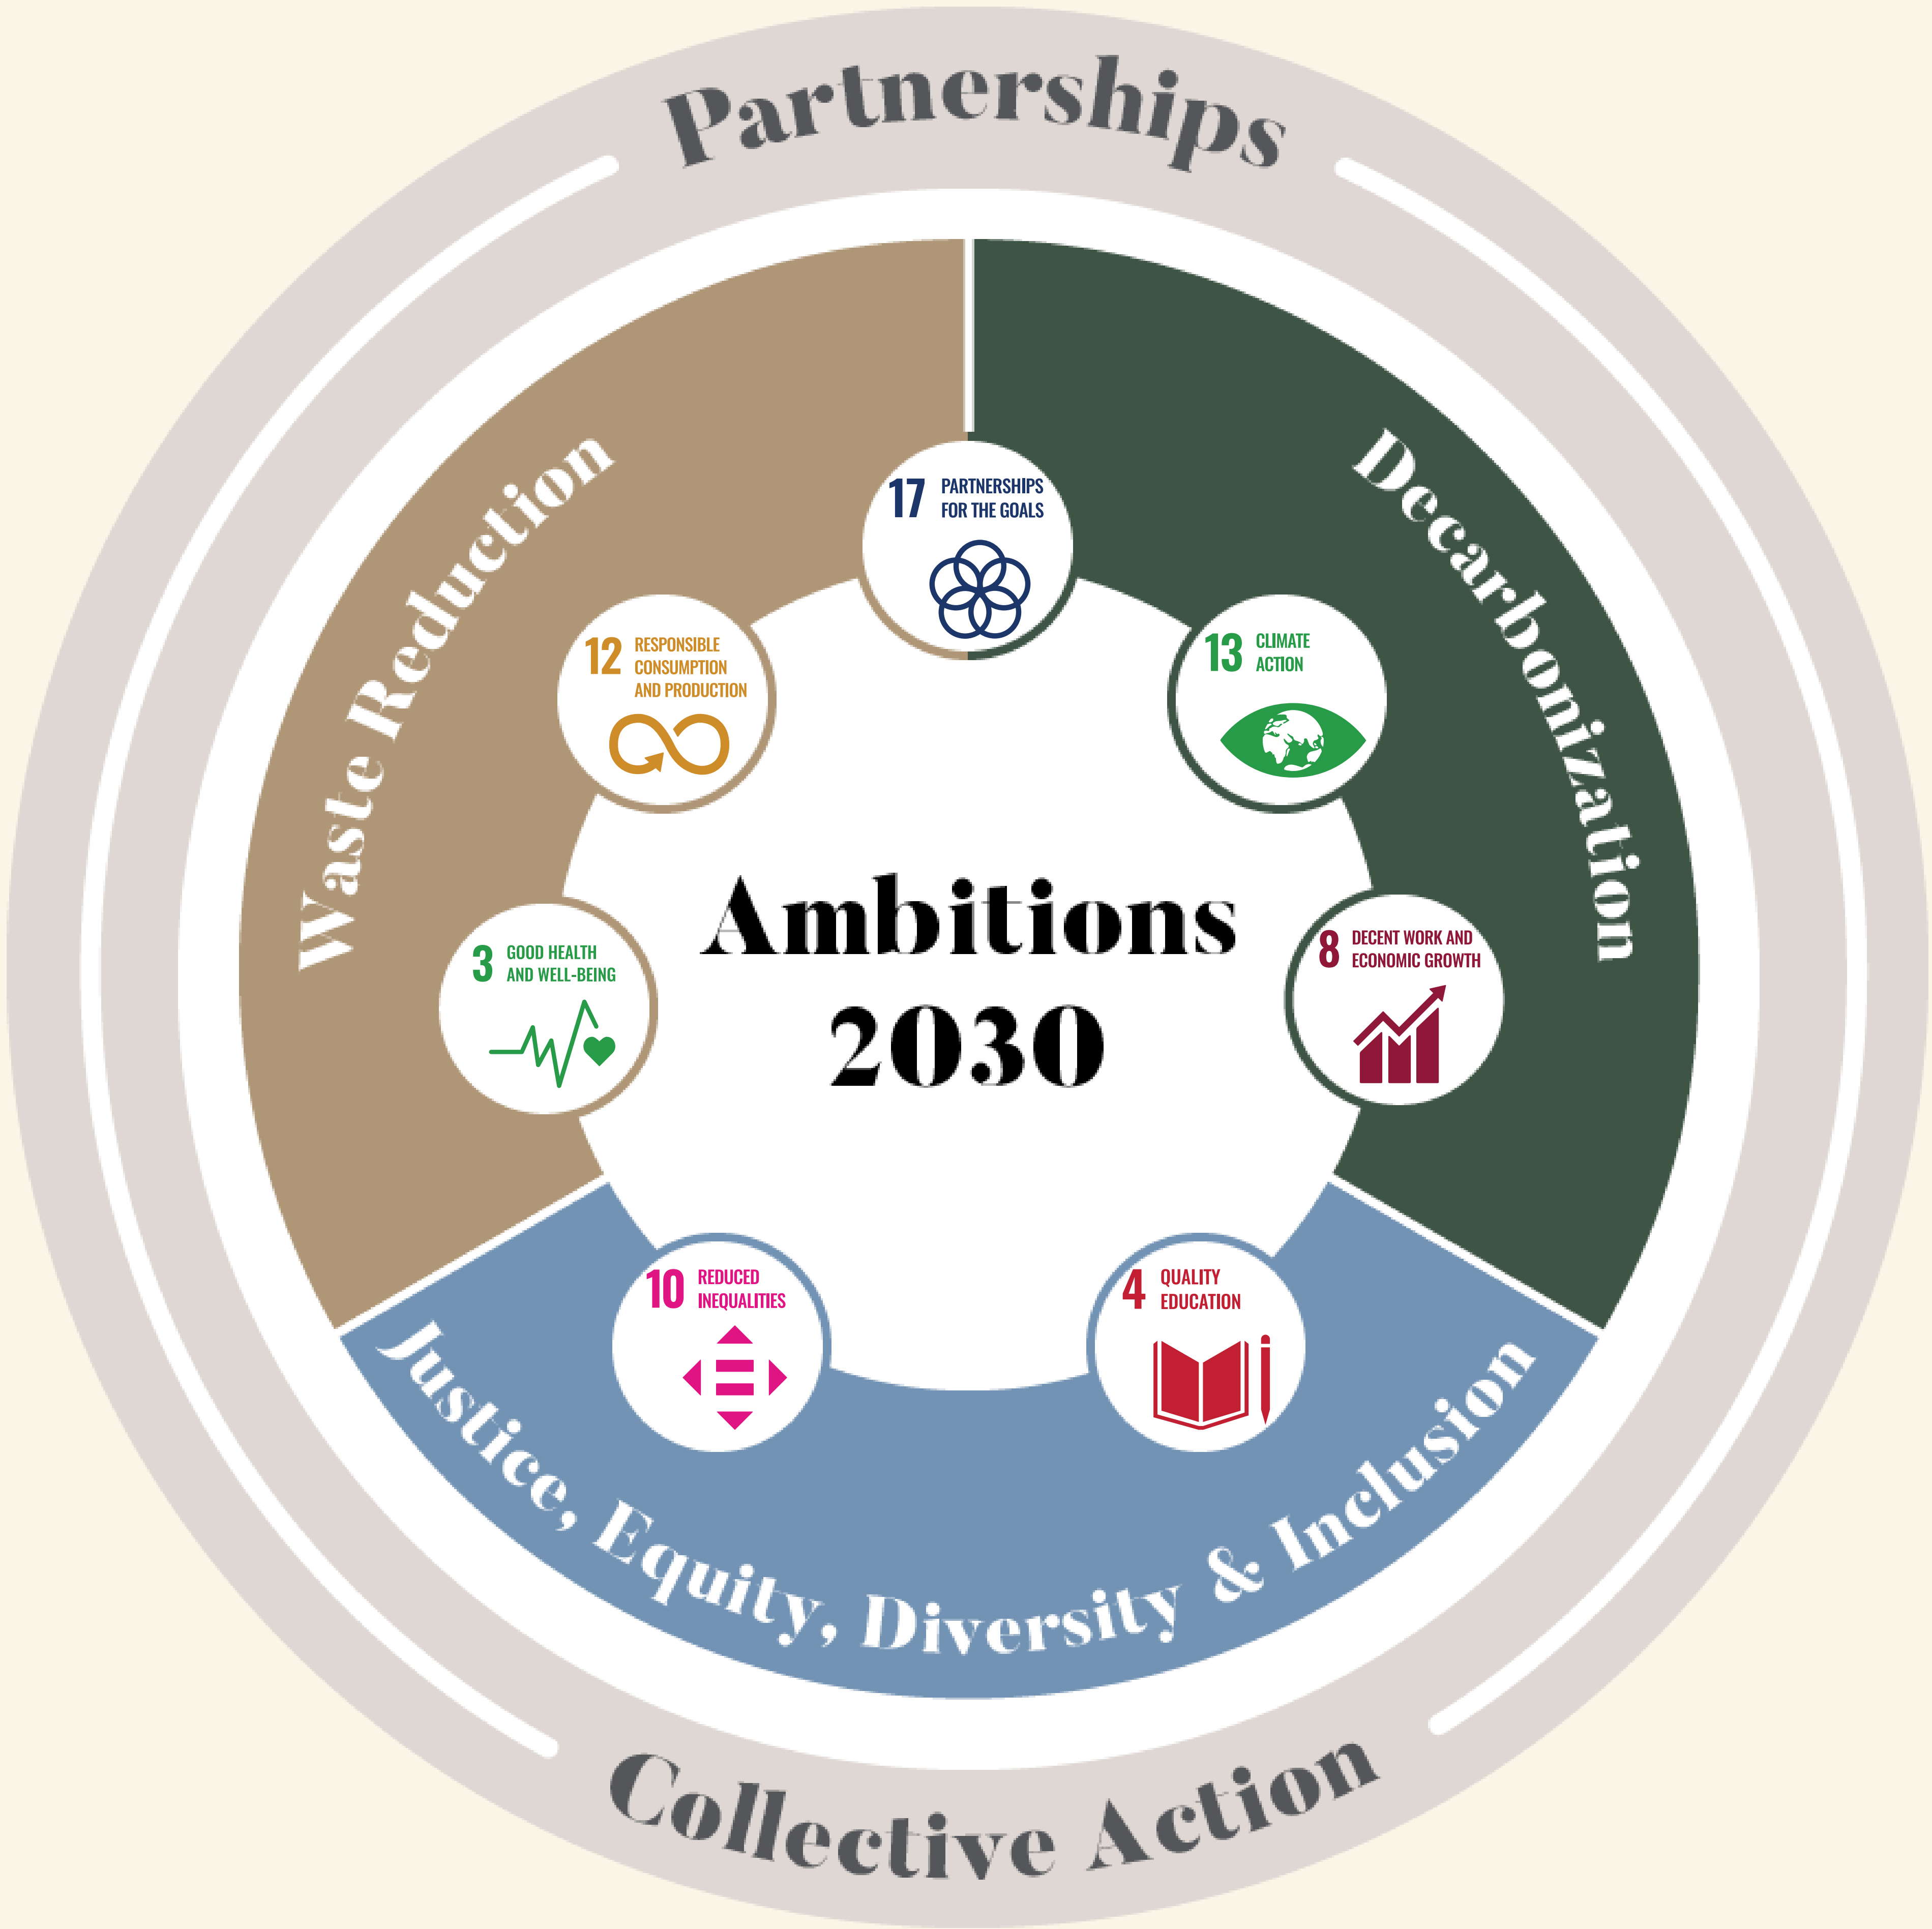 Partnerships
Waste Reduction
Decarbonization
17 PARTNERSHIPS
FOR THE GOALS
12 RESPONSIBLE
CONSUMPTION
AND PRODUCTION
13 CLIMATE
ACTION
Ambitions
2030
3 GOOD HEALTH
AND WELL-BEING
8 DECENT WORK AND
ECONOMIC GROWTH
10 REDUCED
INEQUALITIES
4 QUALITY
EDUCATION
Justice, Equity, Diversity & Inclusion
Collective Action